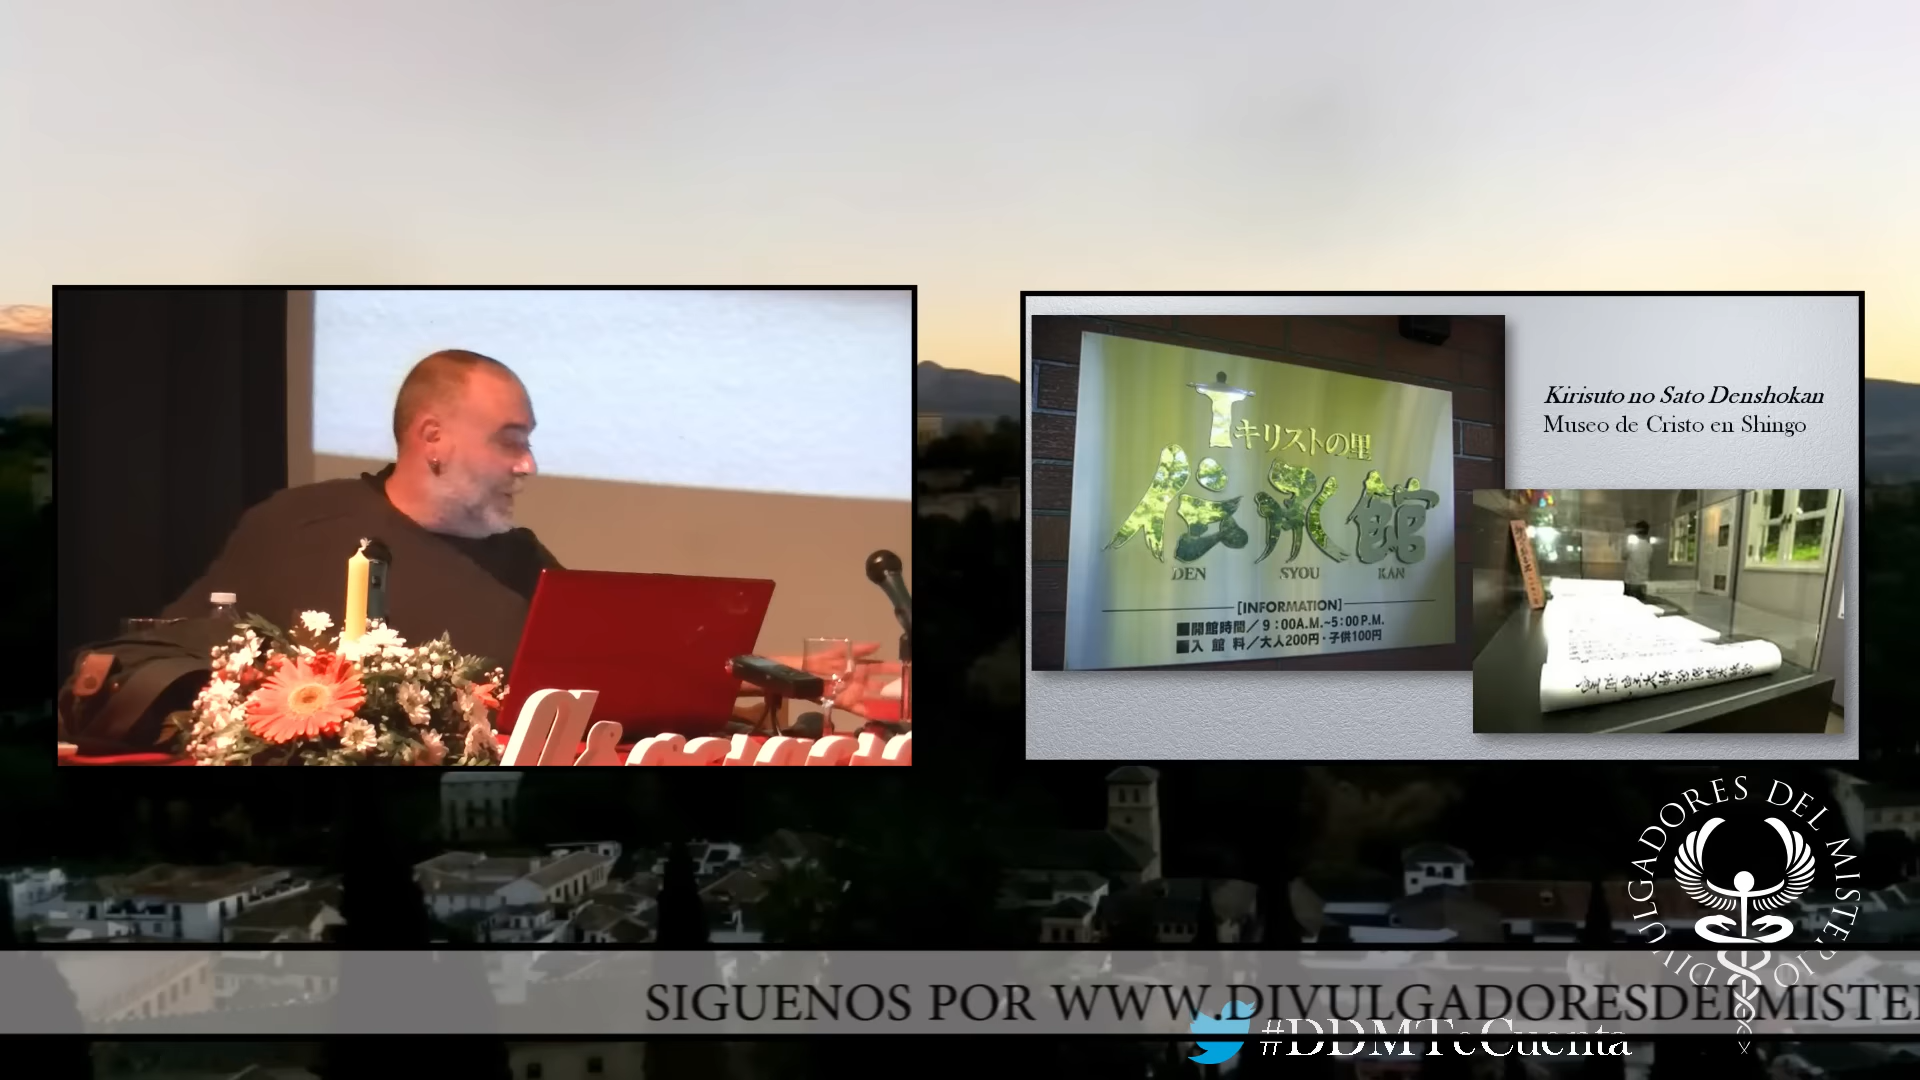 Kirisuto no Sato Denshokan
Museo de Cristo en Shingo
キリストの里
伝承館
DEN SYOU KAN
[INFORMATION]
■開館時間／9:00A.M.~5:00P.M.
■入館料／大人200円・子供100円
DIVULGADORES DEL MISTERIO
SIGUENOS POR WWW.DIVULGADORESDELMISTE
#DDMTeCuenta